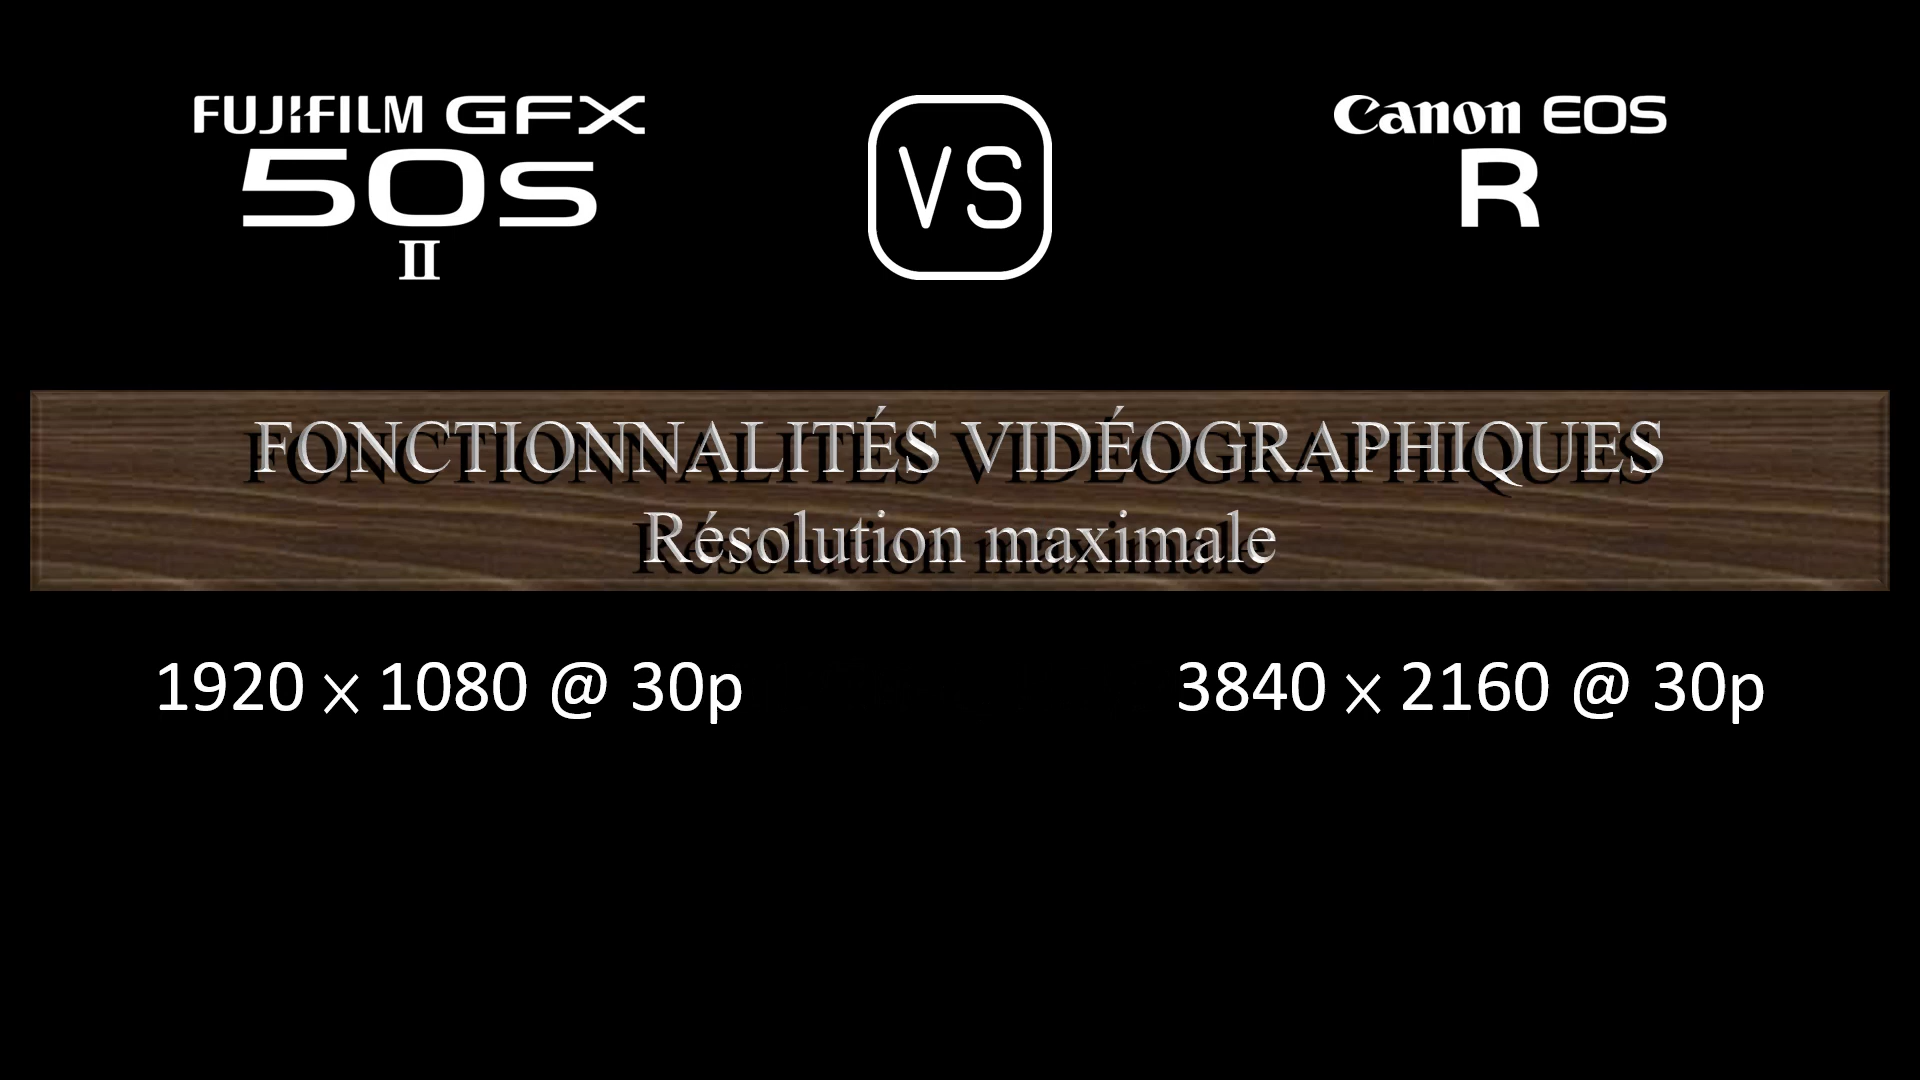 FUJIFILM GFX
50S
II
VS
Canon EOS
R
FONCTIONNALITÉS VIDÉOGRAPHIQUES
Résolution maximale
1920 x 1080 @ 30p
3840 x 2160 @ 30p